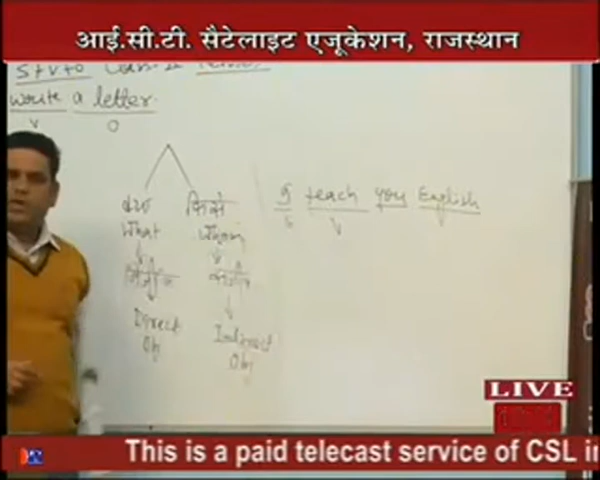 आई.सी.टी. सैटेलाइट एजूकेशन, राजस्थान
S+V+O
write a letter
V O
क्या किसे
What Whom
Direct Obj
Indirect Obj
I teach you English
S V
LIVE
This is a paid telecast service of CSL in